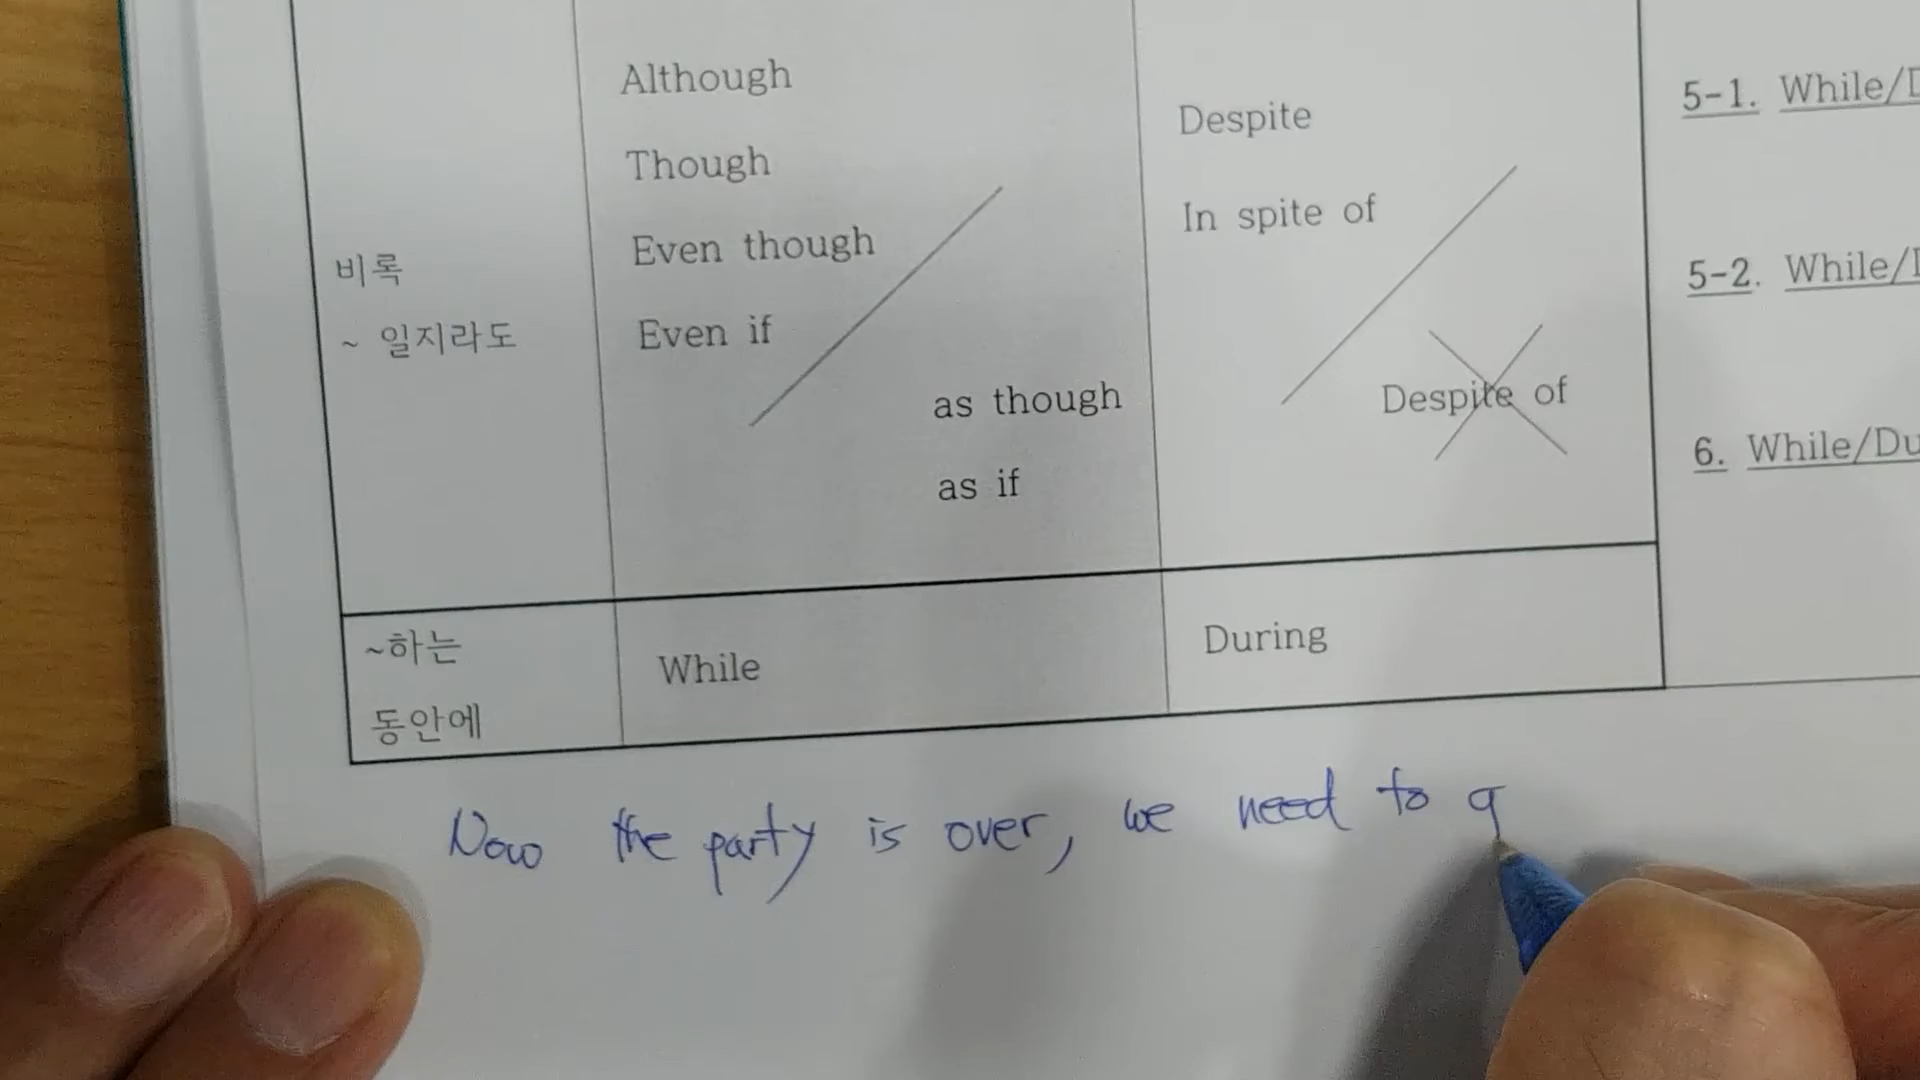 Although
Though
Even though
Even if
as though
as if
Despite
In spite of
Despite of
비록
~ 일지라도
~하는
동안에
While
During
5-1. While/D
5-2. While/
6. While/Du
Now the party is over, we need to g